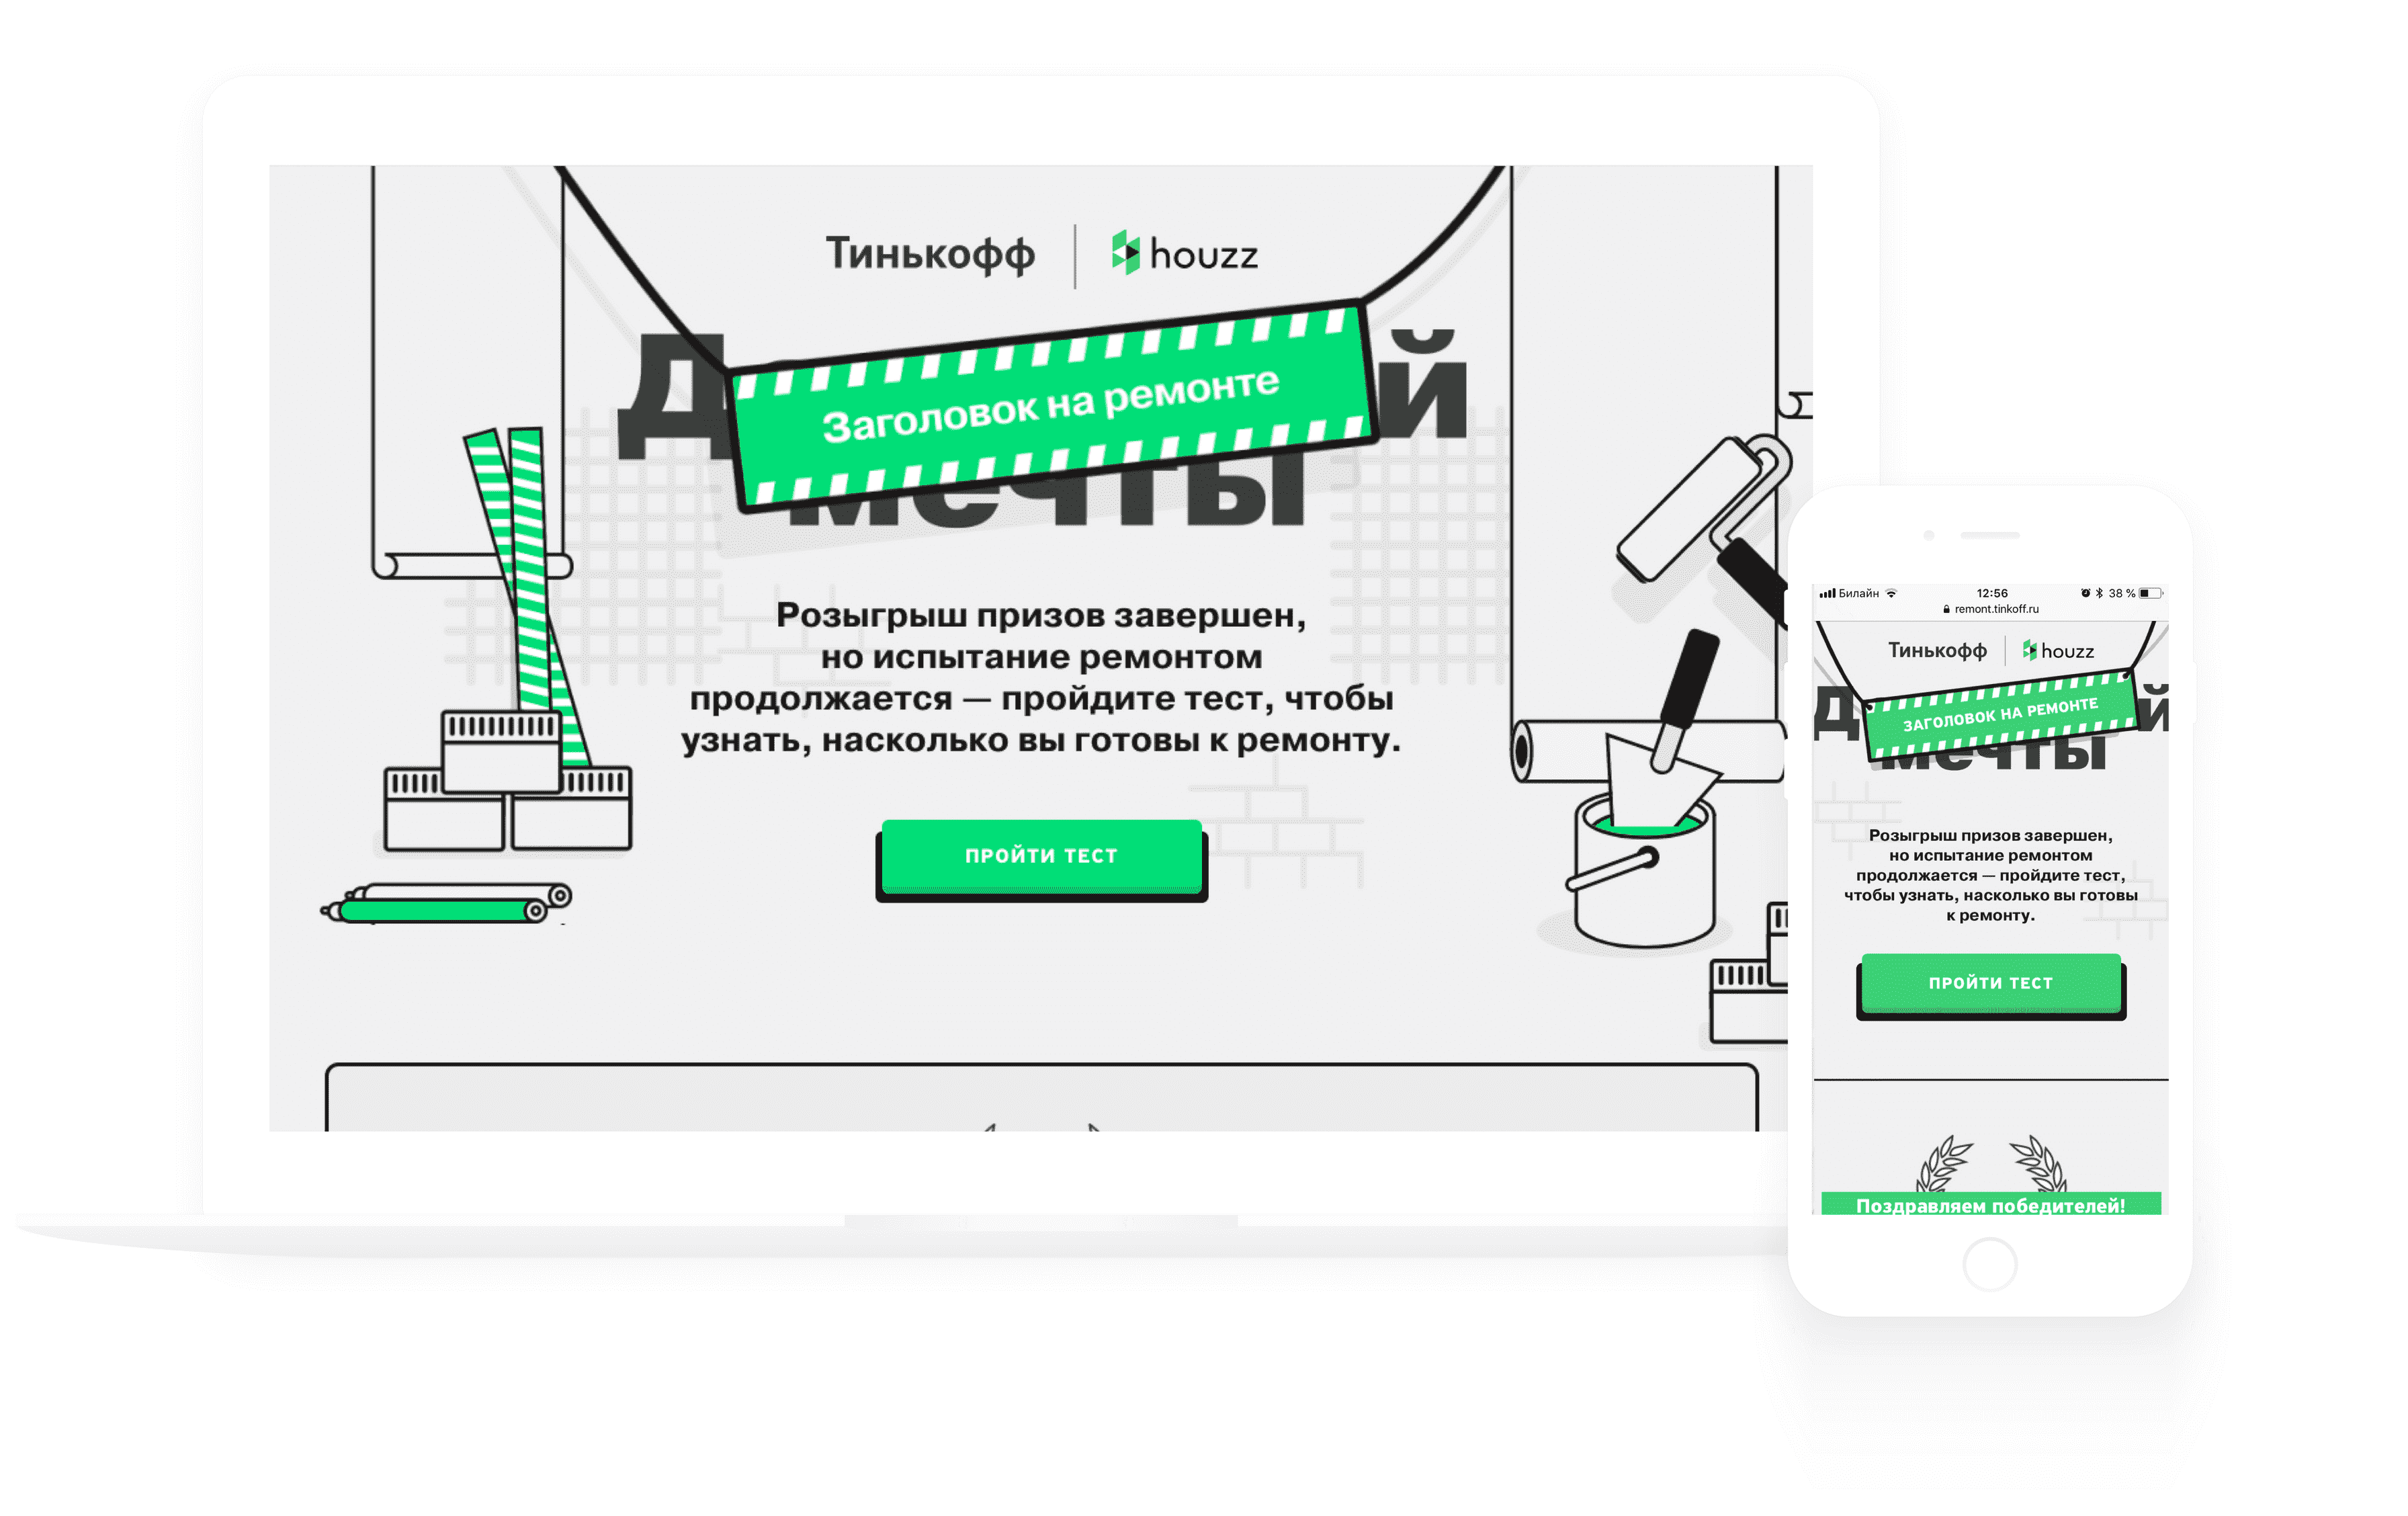 Тинькофф | houzz
Заголовок на ремонте
мечты
Розыгрыш призов завершен,
но испытание ремонтом
продолжается — пройдите тест, чтобы
узнать, насколько вы готовы к ремонту.
ПРОЙТИ ТЕСТ
Билайн 12:56 38 %
remont.tinkoff.ru
Тинькофф | houzz
ЗАГОЛОВОК НА РЕМОНТЕ
мечты
Розыгрыш призов завершен,
но испытание ремонтом
продолжается — пройдите тест,
чтобы узнать, насколько вы готовы
к ремонту.
ПРОЙТИ ТЕСТ
Поздравляем победителей!